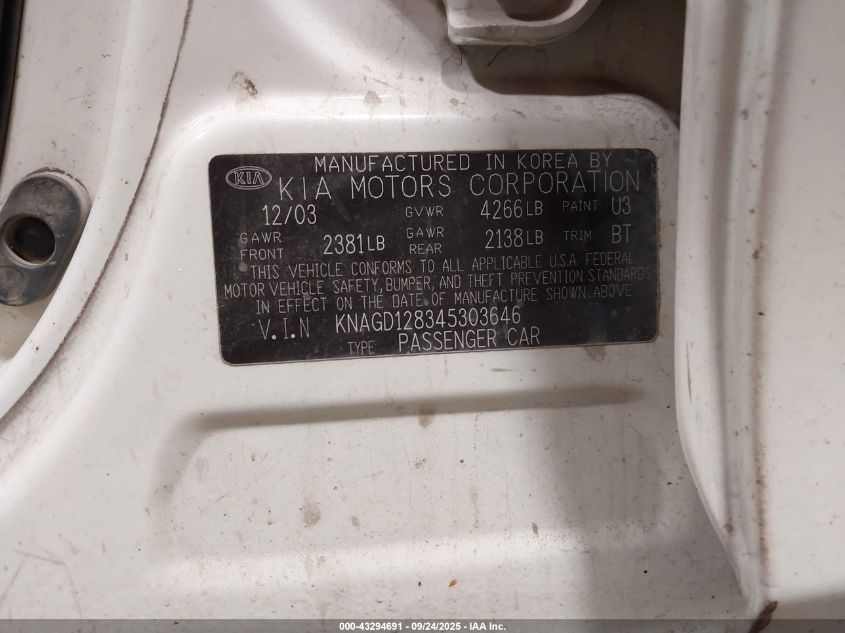 MANUFACTURED IN KOREA BY
KIA KIA MOTORS CORPORATION
12/03 GVWR 4266LB PAINT U3
GAWR FRONT 2381LB GAWR REAR 2138LB TRIM BT
THIS VEHICLE CONFORMS TO ALL APPLICABLE U.S.A. FEDERAL
MOTOR VEHICLE SAFETY, BUMPER, AND THEFT PREVENTION STANDARDS
IN EFFECT ON THE DATE OF MANUFACTURE SHOWN ABOVE
V.I.N KNAGD128345303646
TYPE PASSENGER CAR
000-43294691 - 09/24/2025 - IAA Inc.